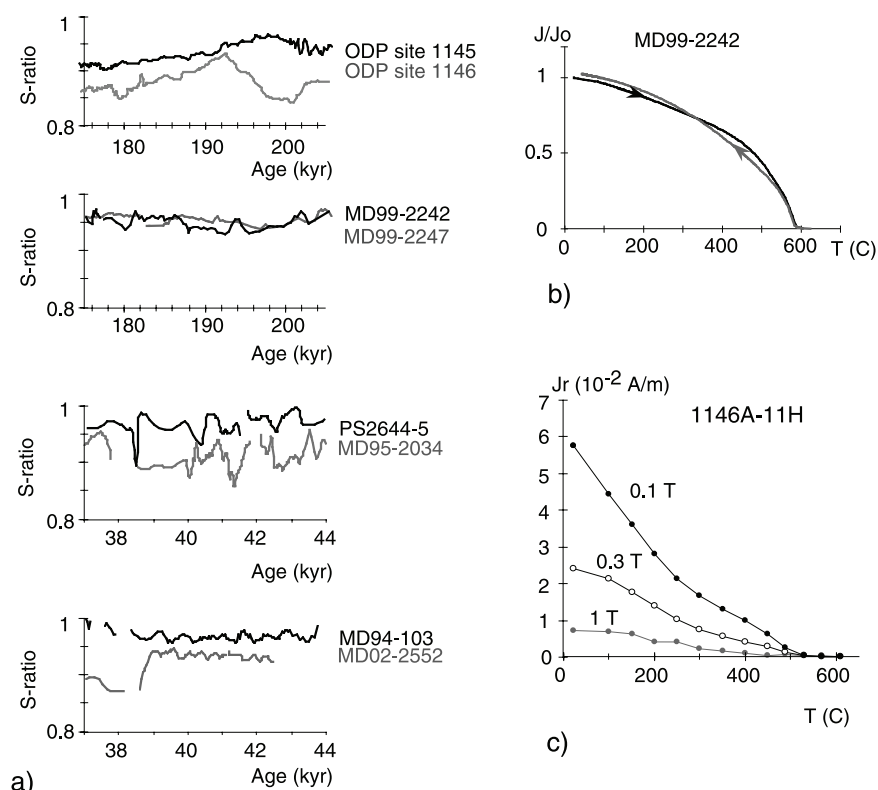 1
S-ratio
0.8
180 190 200
Age (kyr)
ODP site 1145
ODP site 1146
1
S-ratio
0.8
180 190 200
Age (kyr)
MD99-2242
MD99-2247
1
S-ratio
0.8
38 40 42 44
Age (kyr)
PS2644-5
MD95-2034
1
S-ratio
0.8
38 40 42 44
Age (kyr)
MD94-103
MD02-2552
a)
J/Jo
MD99-2242
1
0.5
0
0 200 400 600
T (C)
b)
Jr (10-2 A/m)
1146A-11H
7
6
5
4
3
2
1
0
0.1 T
0.3 T
1 T
0 200 400 600
T (C)
c)